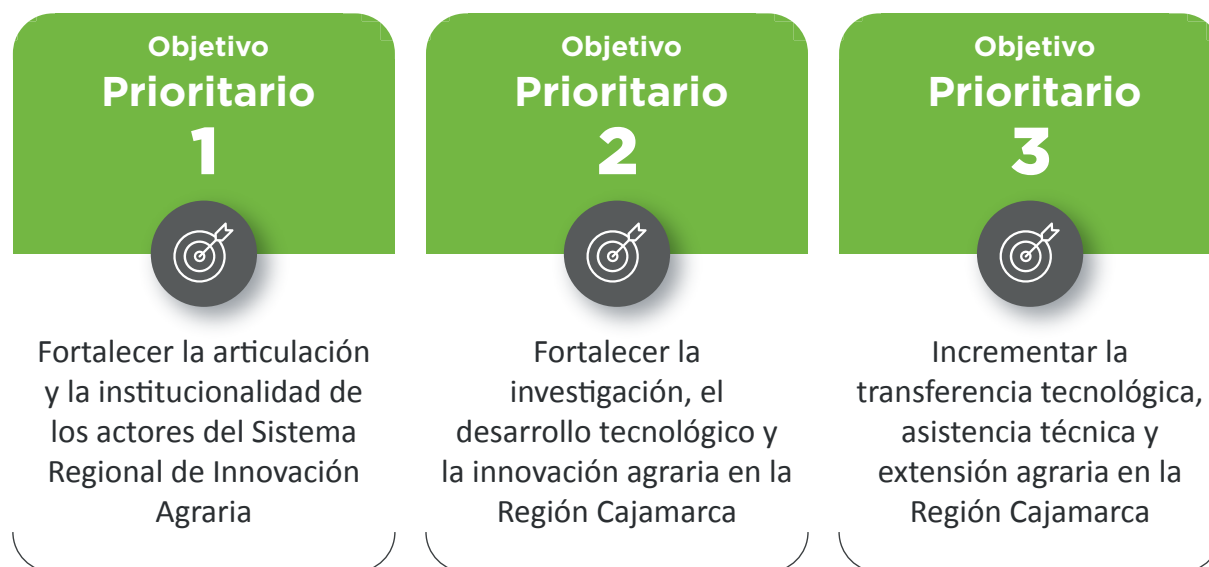 Objetivo
Prioritario
1
Fortalecer la articulación
y la institucionalidad de
los actores del Sistema
Regional de Innovación
Agraria
Objetivo
Prioritario
2
Fortalecer la
investigación, el
desarrollo tecnológico y
la innovación agraria en la
Región Cajamarca
Objetivo
Prioritario
3
Incrementar la
transferencia tecnológica,
asistencia técnica y
extensión agraria en la
Región Cajamarca